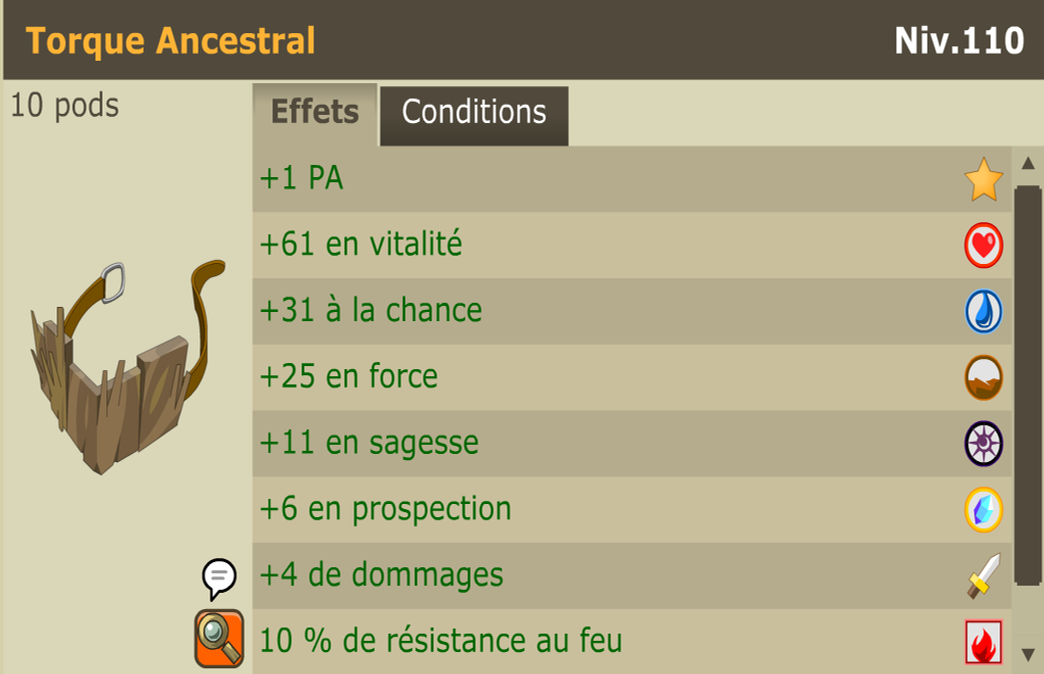 Torque Ancestral
Niv.110
10 pods
Effets
Conditions
+1 PA
+61 en vitalité
+31 à la chance
+25 en force
+11 en sagesse
+6 en prospection
+4 de dommages
10 % de résistance au feu